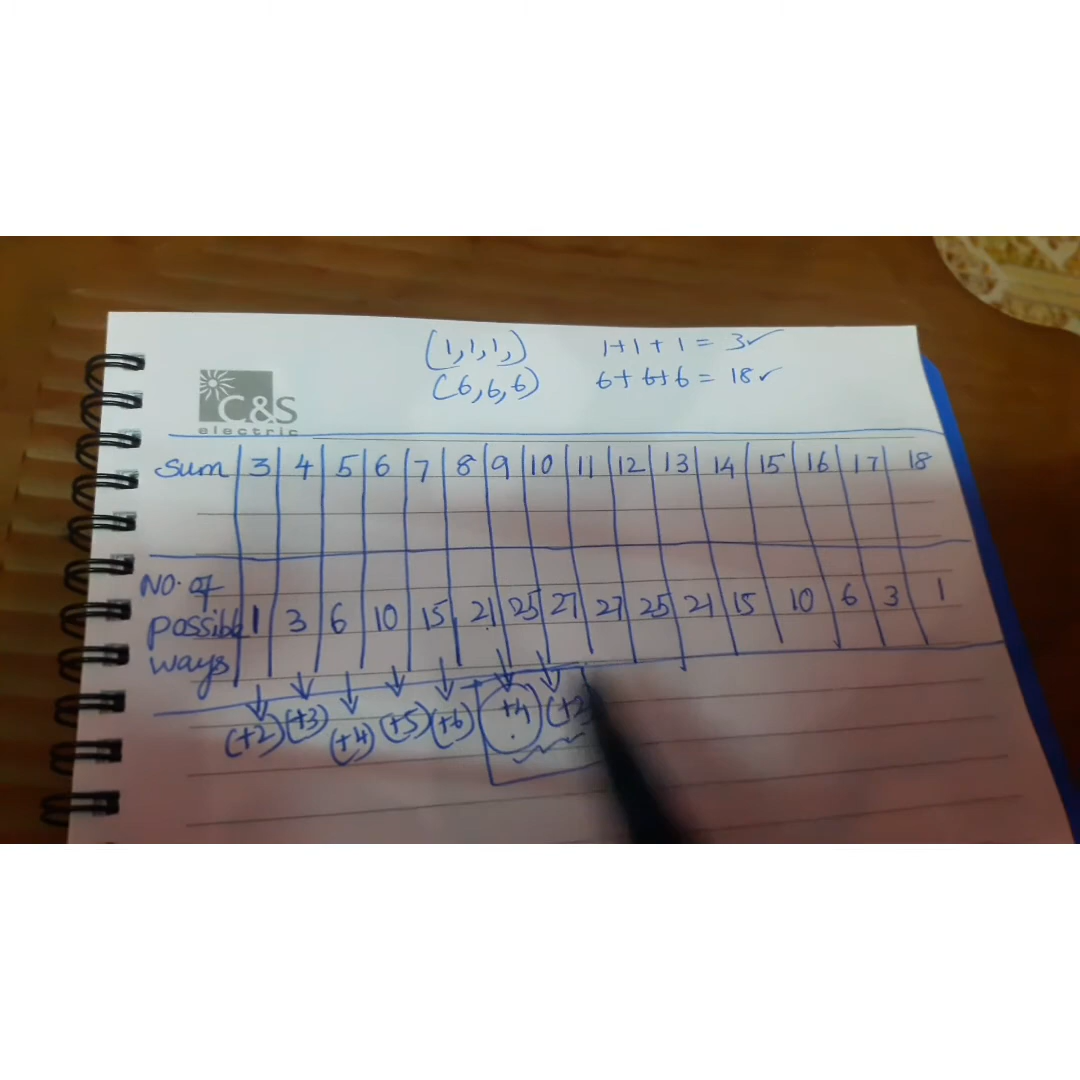 (1,1,1,) 1+1+1 = 3✓
(6,6,6) 6+6+6 = 18✓
C&S
electric
Sum 3 4 5 6 7 8 9 10 11 12 13 14 15 16 17 18
No. of
possible 1 3 6 10 15 21 25 27 27 25 21 15 10 6 3 1
ways
(+2) (+3) (+4) (+5) (+6) +4 (+2